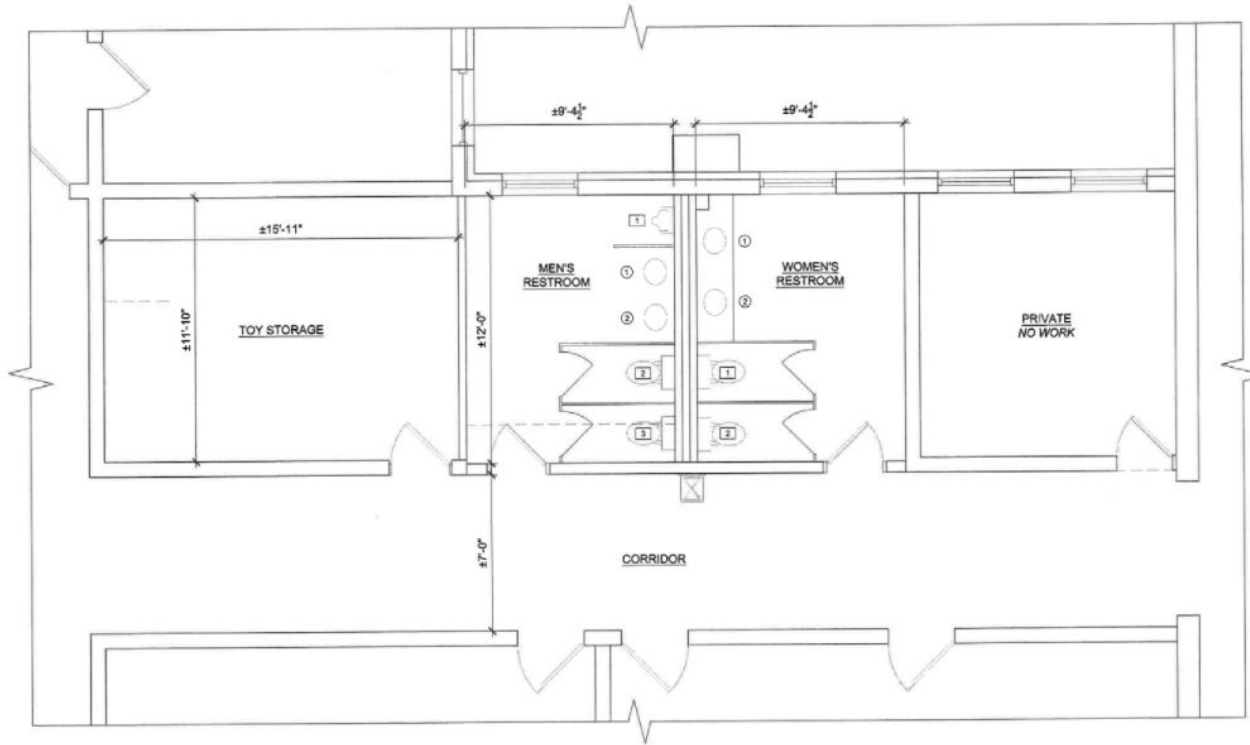 ±9'-4½"
±9'-4½"
±15'-11"
±11'-10"
±12'-0"
TOY STORAGE
MEN'S
RESTROOM
1
1
2
2
3
1
2
1
2
WOMEN'S
RESTROOM
PRIVATE
NO WORK
±7'-0"
CORRIDOR